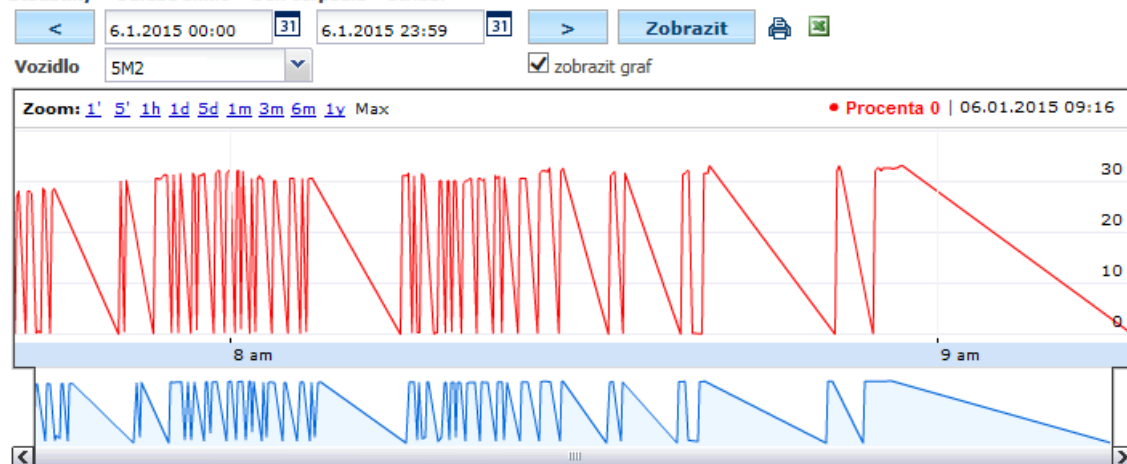 <
6.1.2015 00:00
31
6.1.2015 23:59
31
>
Zobrazit
Vozidlo
5M2
zobrazit graf
Zoom: 1' 5' 1h 1d 5d 1m 3m 6m 1y Max
Procenta 0 | 06.01.2015 09:16
30
20
10
0
8 am
9 am